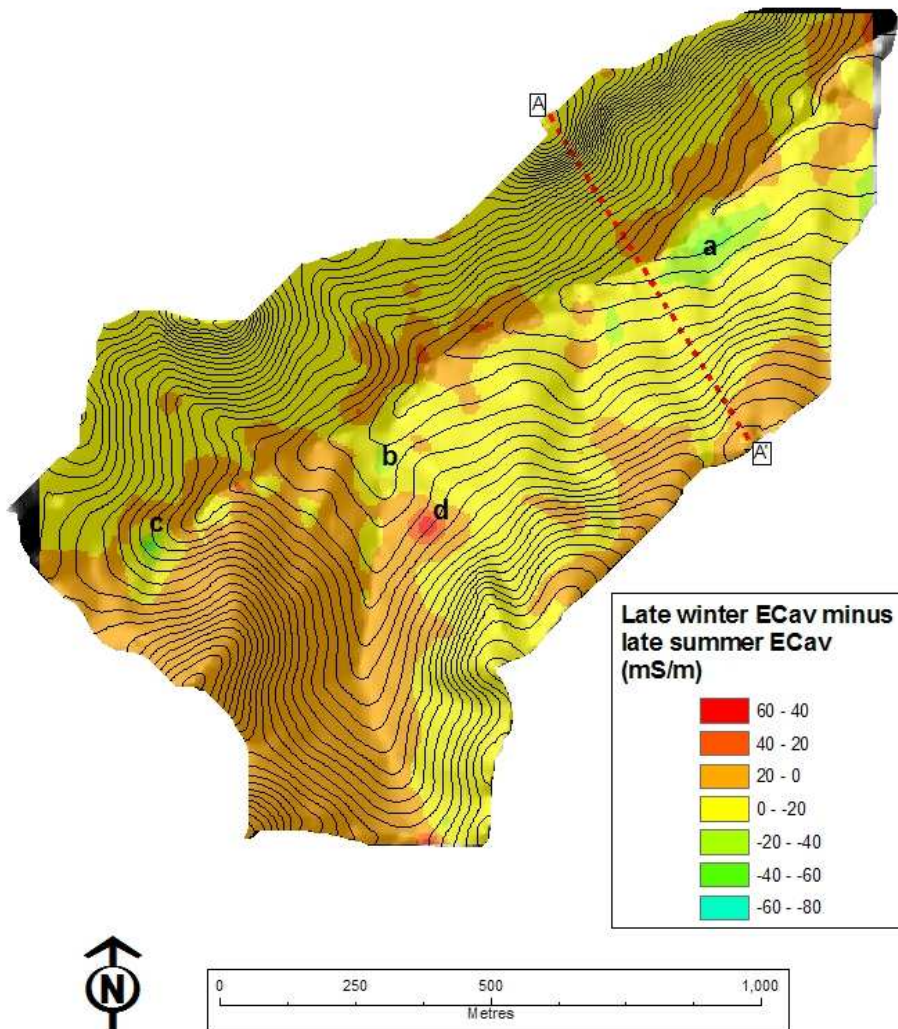 A
a
b
d
c
A'
Late winter ECav minus
late summer ECav
(mS/m)
60 - 40
40 - 20
20 - 0
0 - -20
-20 - -40
-40 - -60
-60 - -80
N
0 250 500 1,000
Metres